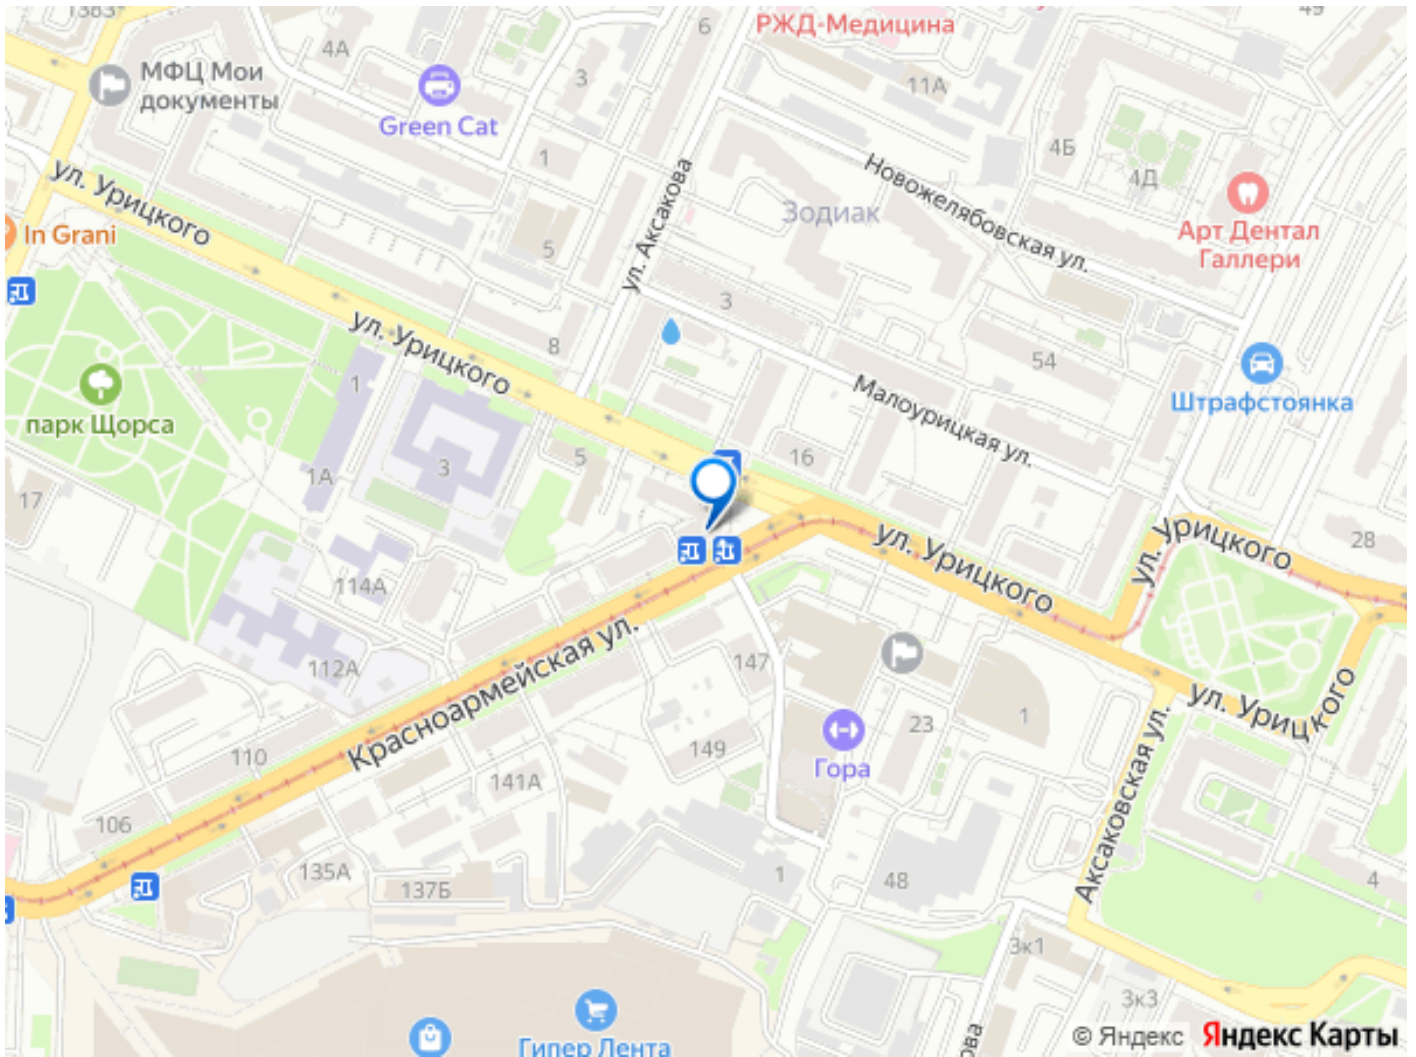 1383
6
РЖД-Медицина
49
4А
МФЦ Мои
документы
3
11А
Green Cat
4Б
1
ул. Аксакова
Новожелябовская ул.
4Д
ул. Урицкого
Зодиак
Арт Дентал
Галлери
In Grani
5
3
ул. Урицкого
8
54
1
Малоурицкая ул.
Штрафстоянка
парк Щорса
3
5
16
1А
17
ул. Урицкого
ул. Урицкого
28
114А
Красноармейская ул.
112А
147
ул. Урицкого
110
149
23
1
Гора
141А
Аксаковская ул.
106
135А
137Б
1
48
4
3к1
3к3
ова
Гипер Лента
© Яндекс Яндекс Карты